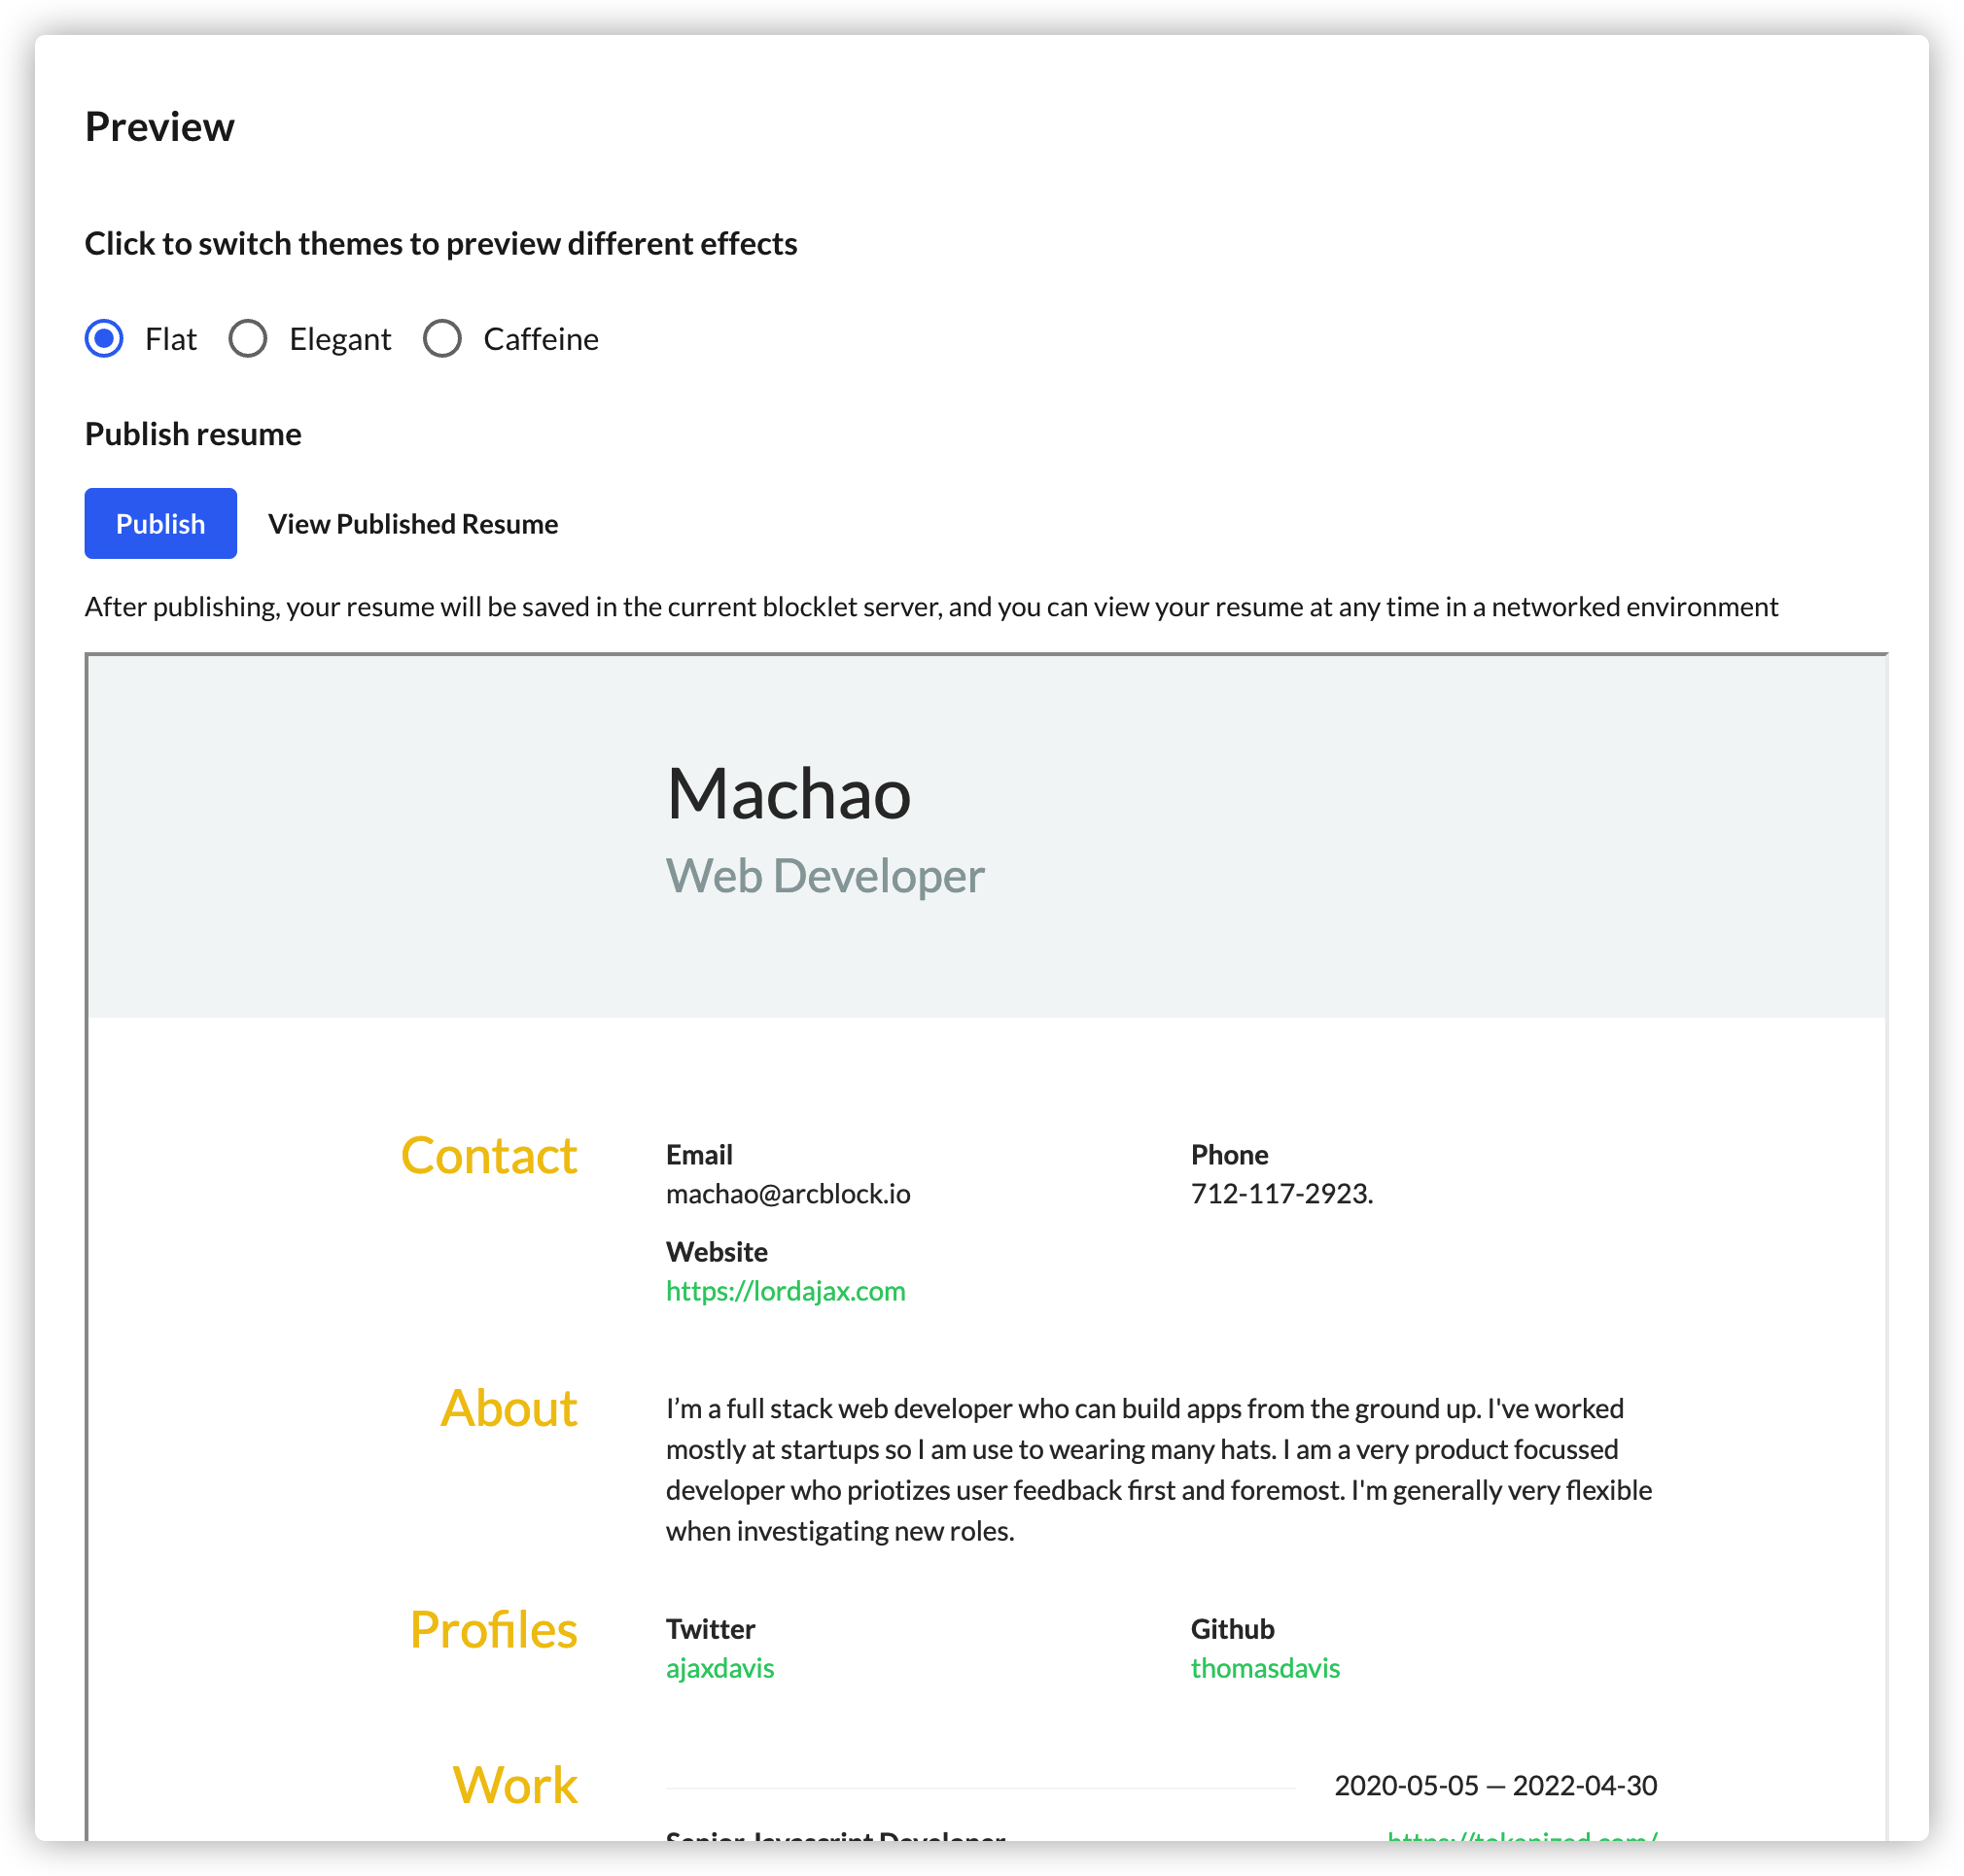 Preview
Click to switch themes to preview different effects
Flat Elegant Caffeine
Publish resume
Publish View Published Resume
After publishing, your resume will be saved in the current blocklet server, and you can view your resume at any time in a networked environment
Machao
Web Developer
Contact
Email
machao@arcblock.io
Phone
712-117-2923.
Website
https://lordajax.com
About
I’m a full stack web developer who can build apps from the ground up. I've worked
mostly at startups so I am use to wearing many hats. I am a very product focussed
developer who priotizes user feedback first and foremost. I'm generally very flexible
when investigating new roles.
Profiles
Twitter
ajaxdavis
Github
thomasdavis
Work
2020-05-05 — 2022-04-30
Senior Javascript Developer
https://tokenized.com/